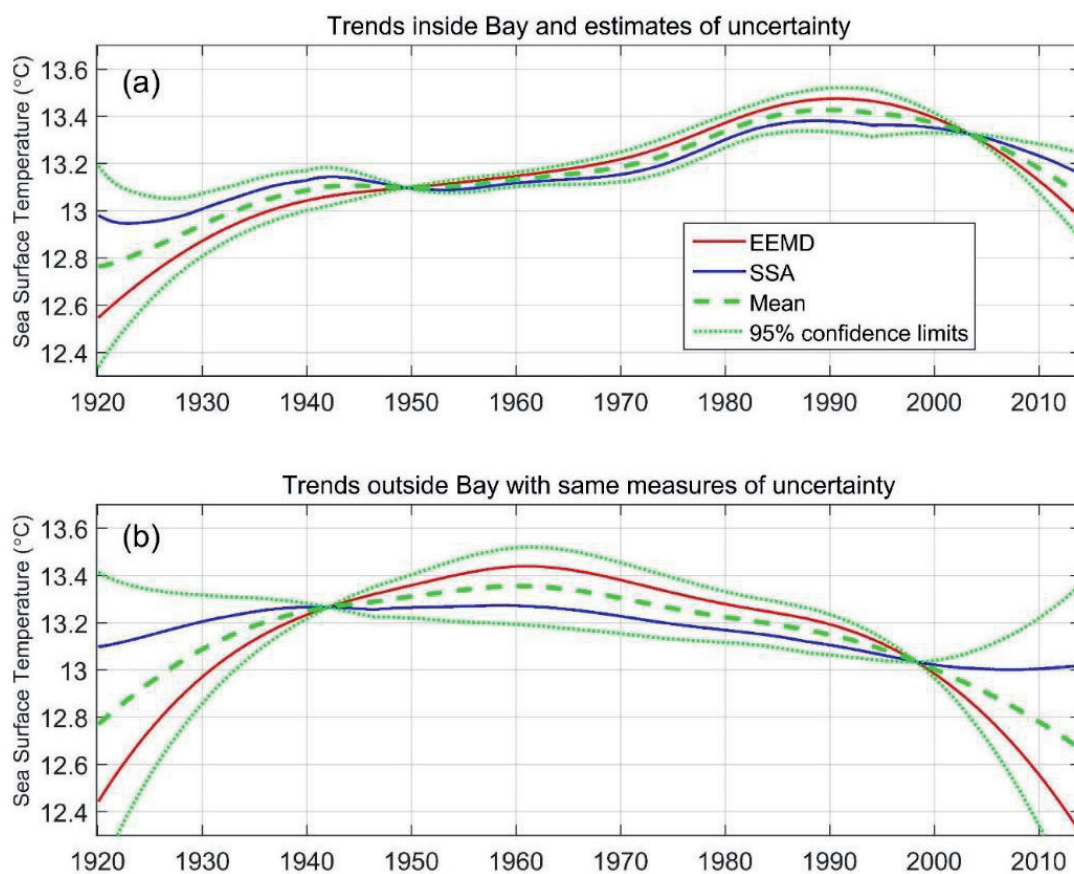 Trends inside Bay and estimates of uncertainty
(a)
Sea Surface Temperature (°C)
13.6
13.4
13.2
13
12.8
12.6
12.4
EEMD
SSA
Mean
95% confidence limits
1920 1930 1940 1950 1960 1970 1980 1990 2000 2010
Trends outside Bay with same measures of uncertainty
(b)
Sea Surface Temperature (°C)
13.6
13.4
13.2
13
12.8
12.6
12.4
1920 1930 1940 1950 1960 1970 1980 1990 2000 2010